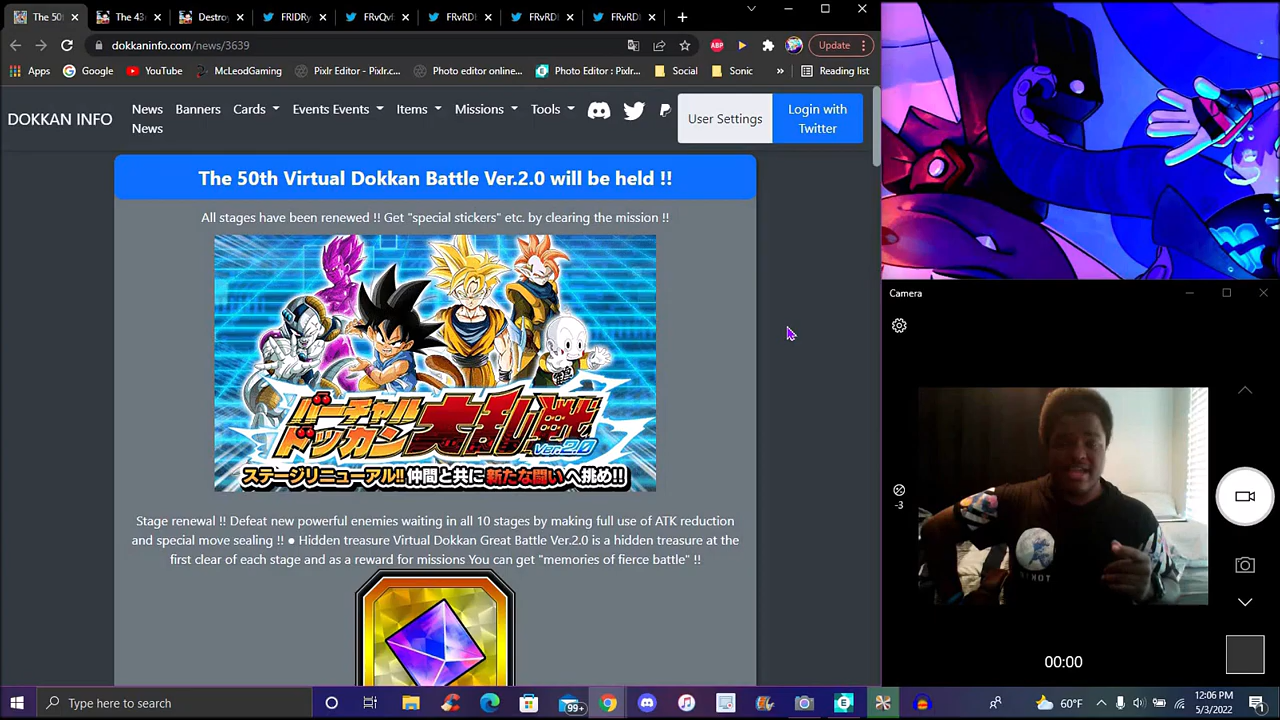 The 50
The 43
Destroy
FRIDRy
FRvQvl
FRvRD
FRvRD
FRvRD
dokkaninfo.com/news/3639
ABP
Update
Apps
Google
YouTube
McLeodGaming
Pixlr Editor - Pixlr.c...
Photo editor online...
Photo Editor : Pixlr...
Social
Sonic
»
Reading list
DOKKAN INFO
News
Banners
Cards
Events Events
Items
Missions
Tools
News
User Settings
Login with
Twitter
The 50th Virtual Dokkan Battle Ver.2.0 will be held !!
All stages have been renewed !! Get "special stickers" etc. by clearing the mission !!
バーチャル
ドッカン大乱戦
Ver.2.0
ステージリニューアル!!仲間と共に新たな闘いへ挑め!!
Stage renewal !! Defeat new powerful enemies waiting in all 10 stages by making full use of ATK reduction
and special move sealing !! ● Hidden treasure Virtual Dokkan Great Battle Ver.2.0 is a hidden treasure at the
first clear of each stage and as a reward for missions You can get "memories of fierce battle" !!
Camera
-3
00:00
Type here to search
99+
60°F
12:06 PM
5/3/2022
1